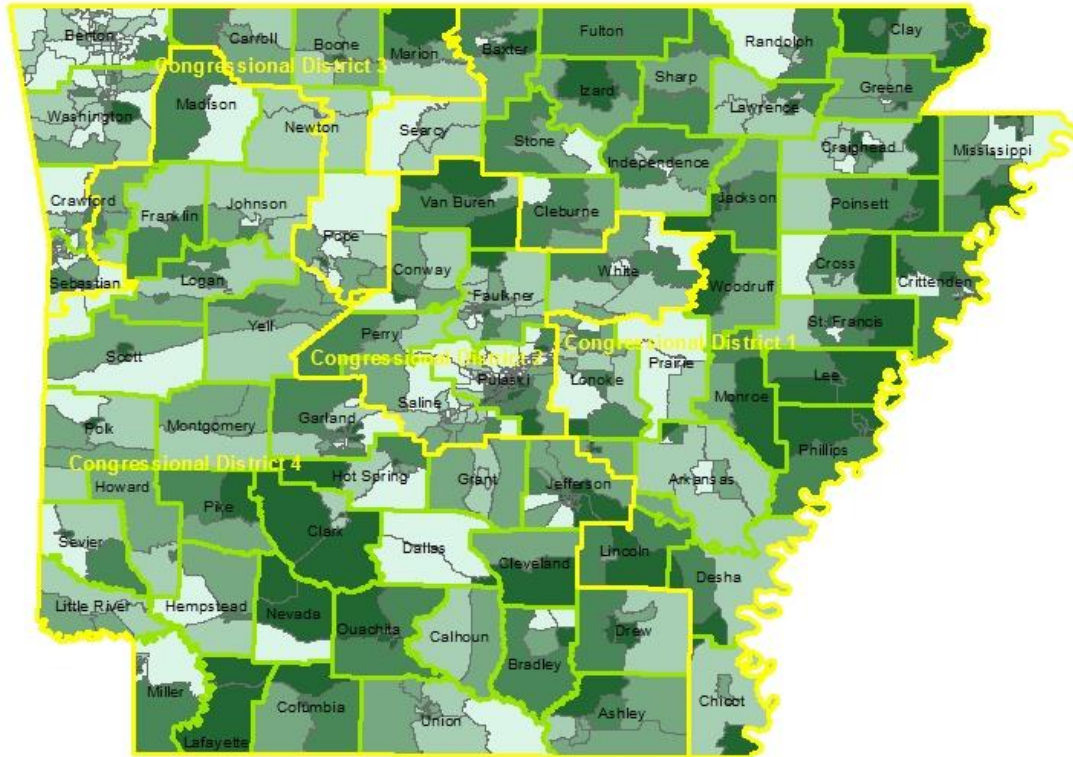 Benton
Carroll
Boone
Marion
Baxter
Fulton
Randolph
Clay
Congressional District 3
Izard
Sharp
Greene
Washington
Madison
Newton
Searcy
Lawrence
Stone
Craighead
Mississippi
Independence
Crawford
Franklin
Johnson
Van Buren
Cleburne
Jackson
Poinsett
Pope
Conway
White
Cross
Crittenden
Sebastian
Logan
Faulkner
Woodruff
Yell
Perry
St. Francis
Scott
Congressional District 2
Congressional District 1
Pulaski
Lonoke
Prairie
Lee
Saline
Monroe
Polk
Montgomery
Garland
Phillips
Congressional District 4
Hot Spring
Grant
Jefferson
Arkansas
Howard
Pike
Clark
Sevier
Dallas
Cleveland
Lincoln
Desha
Little River
Hempstead
Nevada
Ouachita
Calhoun
Bradley
Drew
Miller
Columbia
Union
Ashley
Chicot
Lafayette